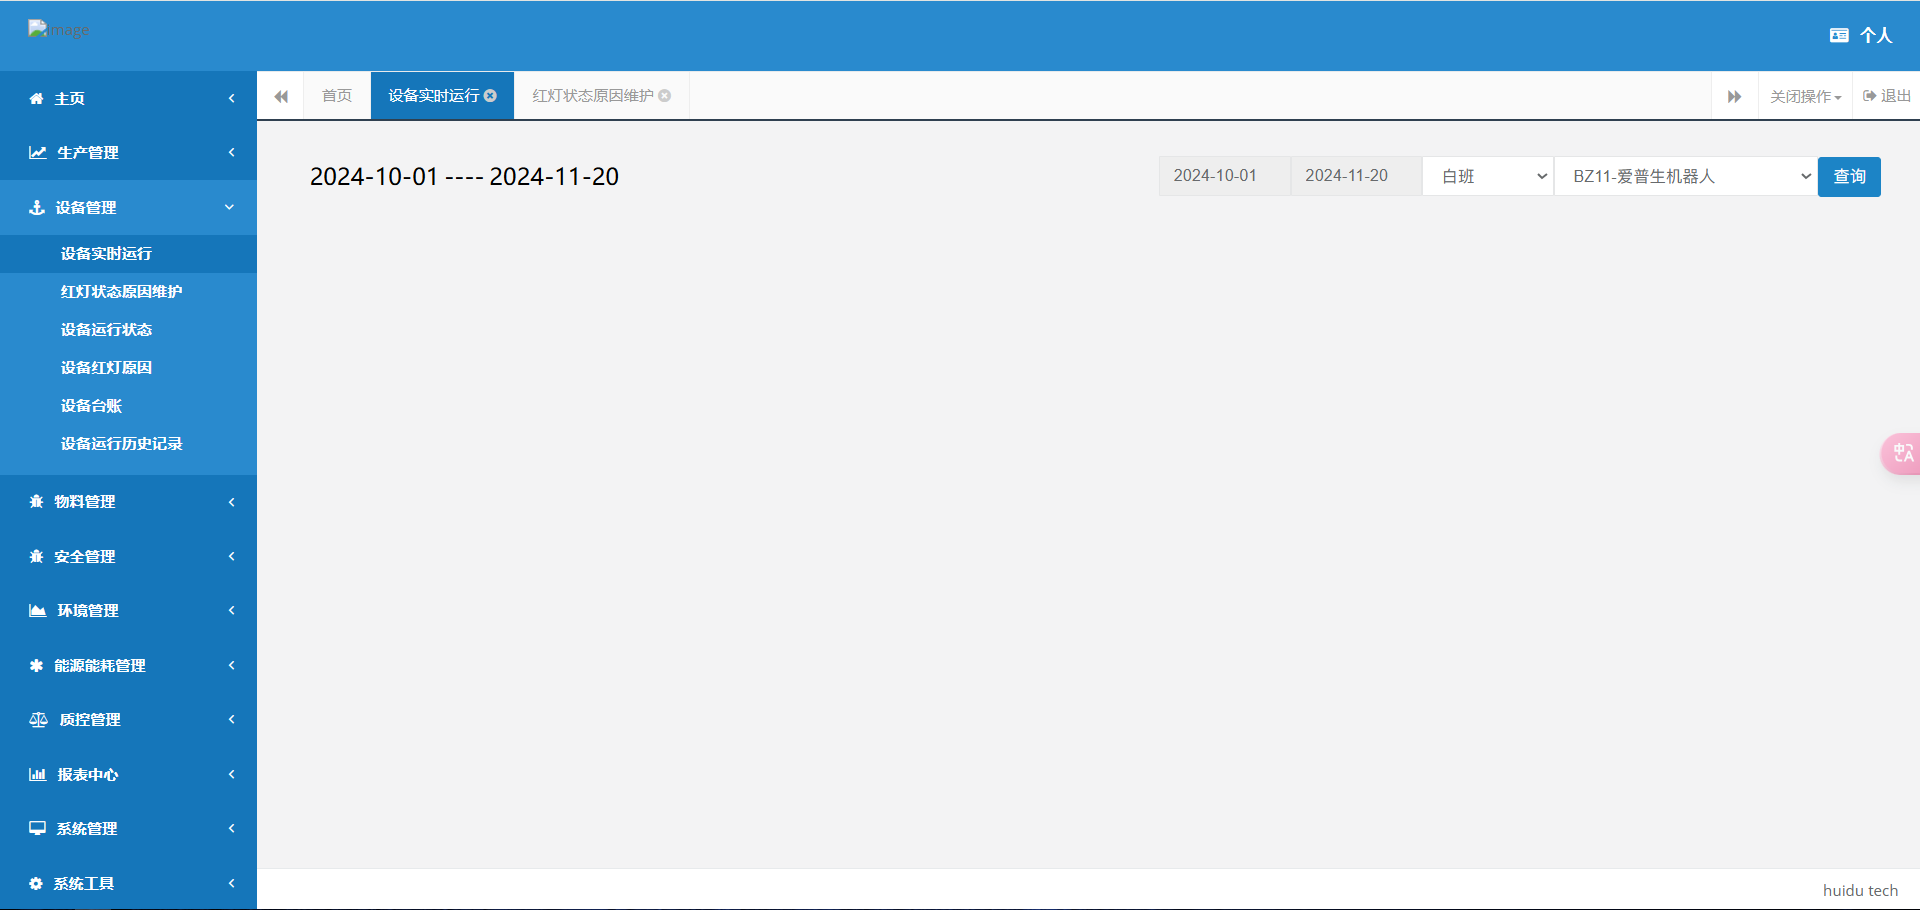 Image
个人
首页
设备实时运行
红灯状态原因维护
关闭操作
退出
主页
生产管理
设备管理
设备实时运行
红灯状态原因维护
设备运行状态
设备红灯原因
设备台账
设备运行历史记录
物料管理
安全管理
环境管理
能源能耗管理
质控管理
报表中心
系统管理
系统工具
2024-10-01 ---- 2024-11-20
2024-10-01
2024-11-20
白班
BZ11-爱普生机器人
查询
中A
huidu tech